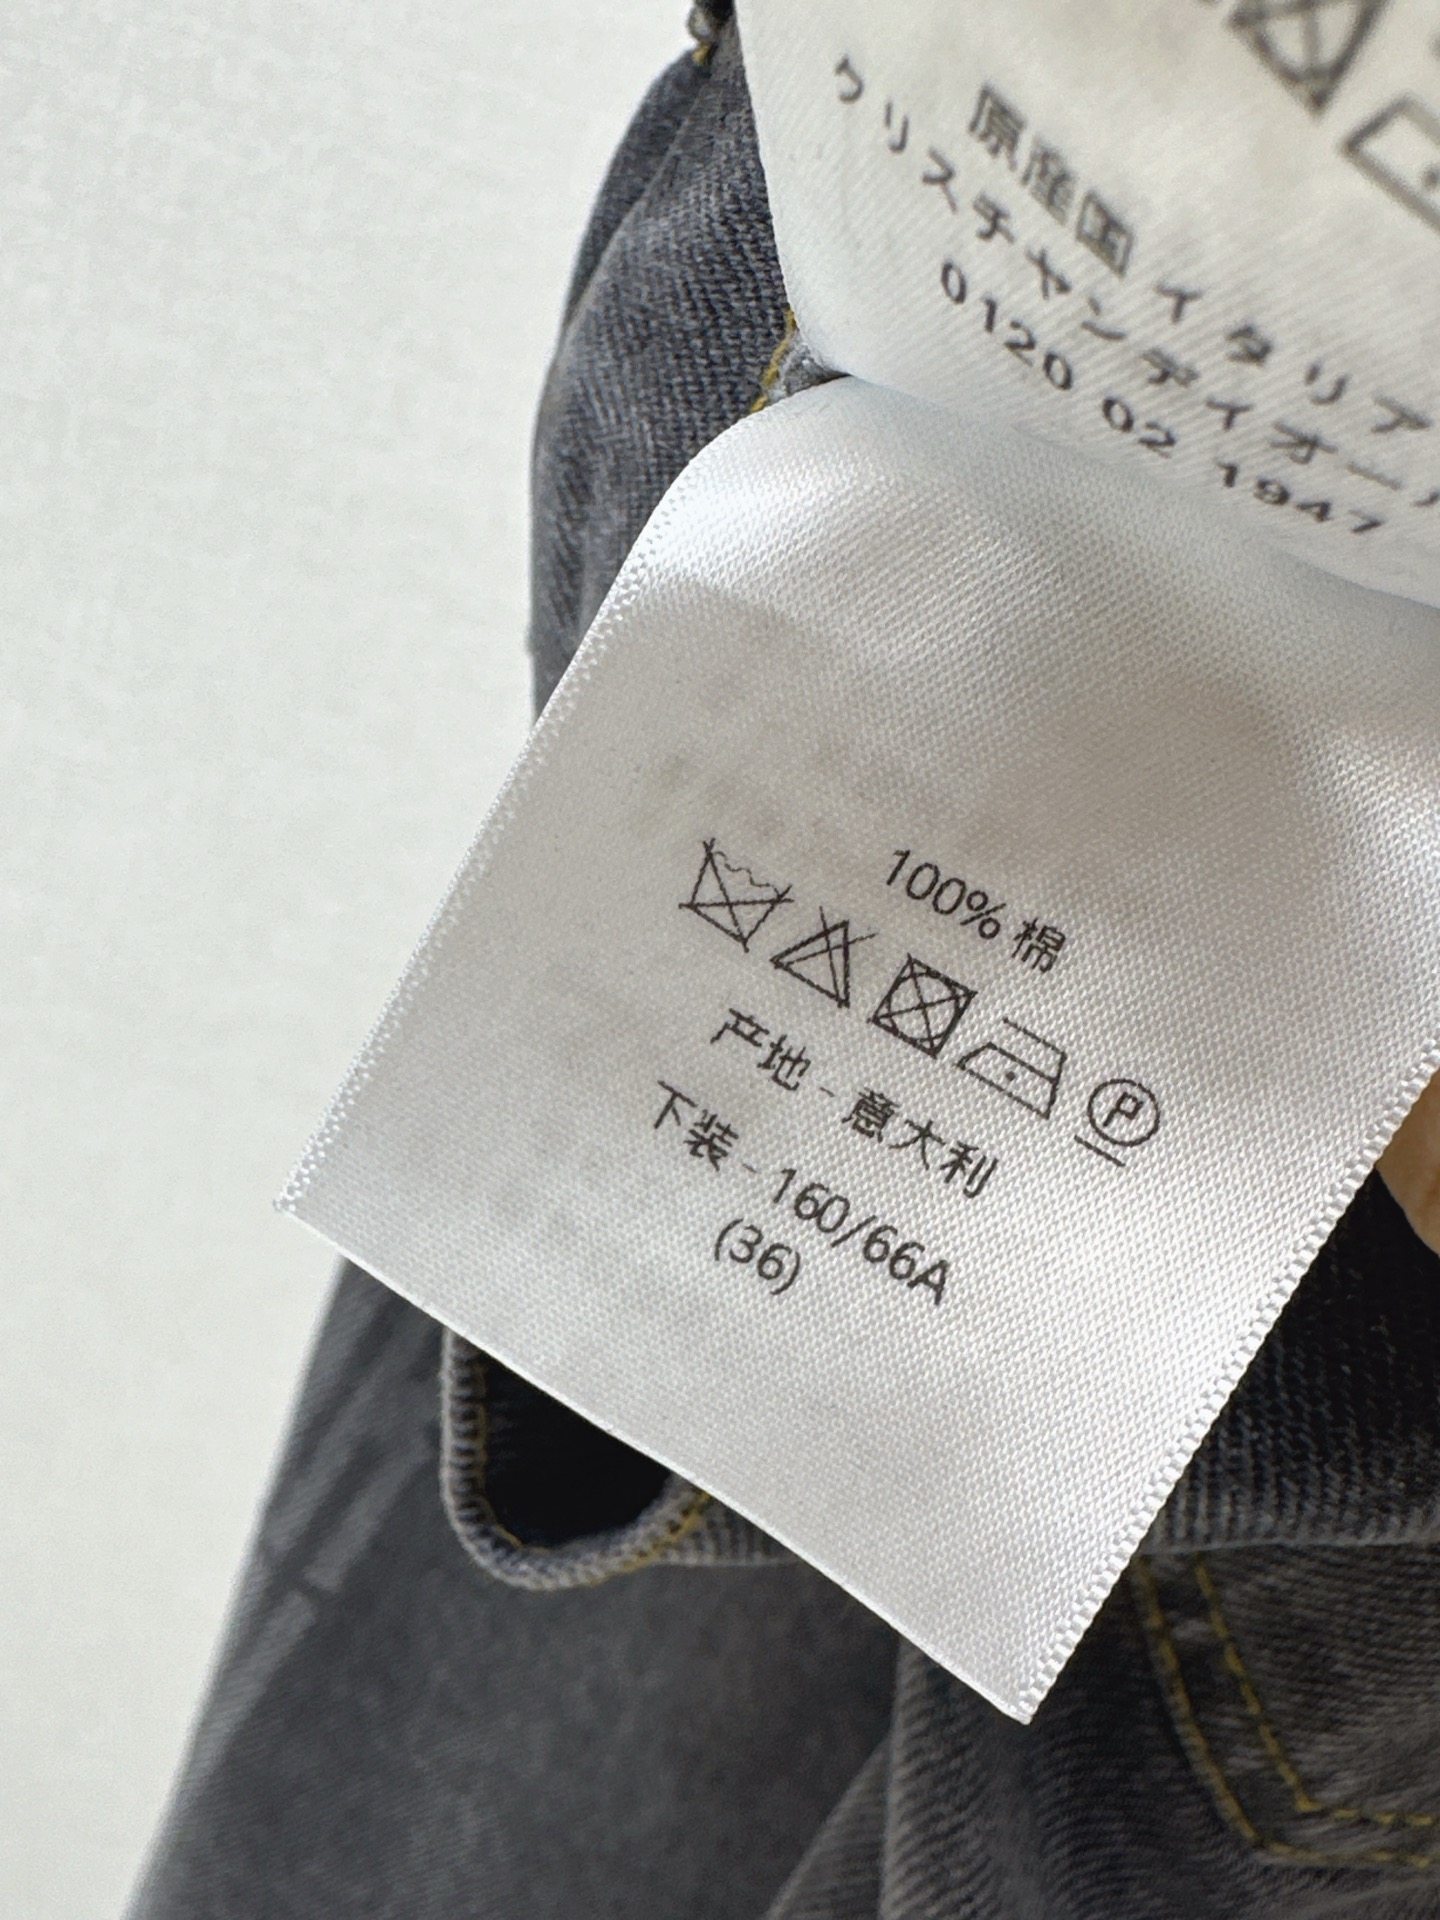 原産国 イタリア
クリスチャンディオール
0120 02 1947
100% 棉
P
产地 - 意大利
下装 - 160/66A
(36)